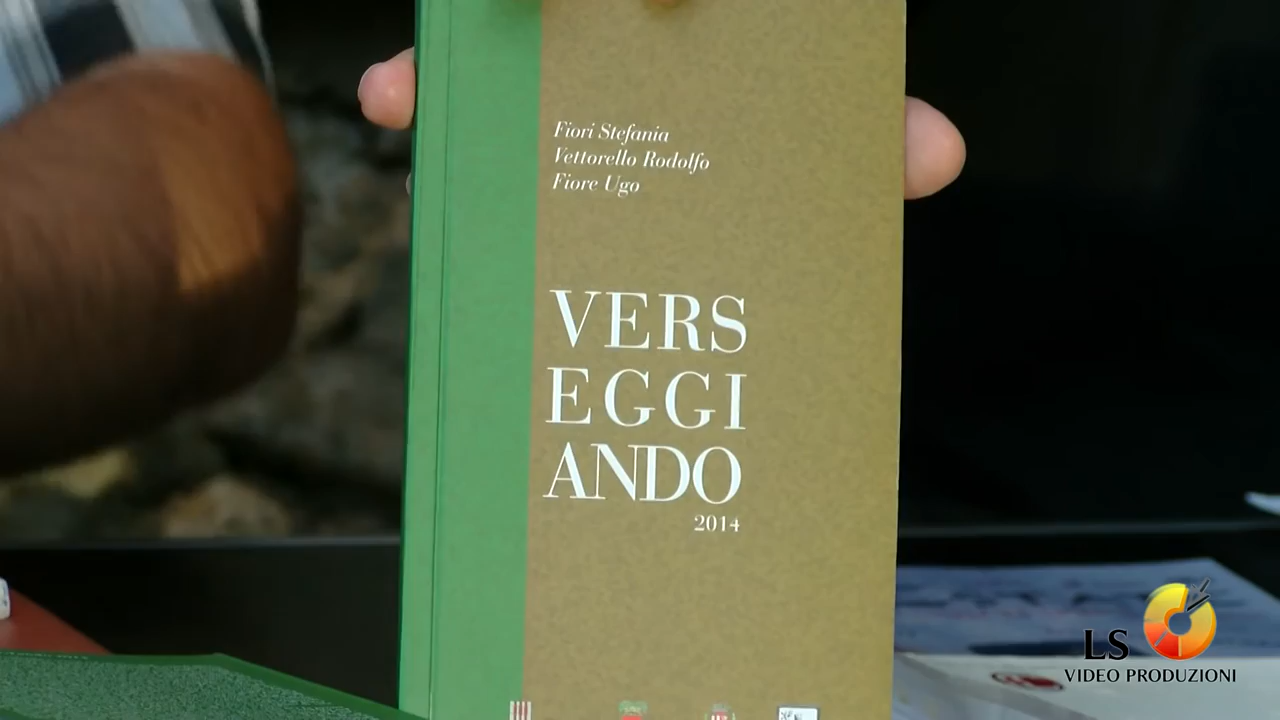 Fiori Stefania
Vettorello Rodolfo
Fiore Ugo
VERS
EGGI
ANDO
2014
LS
VIDEO PRODUZIONI